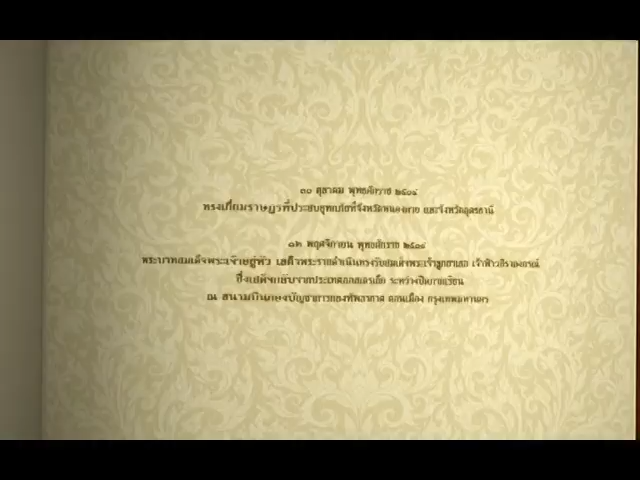 ๓๐ ตุลาคม พุทธศักราช ๒๕๑๔
ทรงเยี่ยมราษฎรที่ประสบอุทกภัยที่จังหวัดหนองคาย และจังหวัดอุดรธานี
พฤศจิกายน พุทธศักราช ๒๕๑๔
พระบาทสมเด็จพระเจ้าอยู่หัว เสด็จพระราชดำเนินทรงรับสมเด็จพระเจ้าลูกยาเธอ เจ้าฟ้าวชิราลงกรณ์
ซึ่งเสด็จกลับจากประเทศออสเตรเลีย ระหว่างปิดภาคเรียน
ณ สนามบินกองบัญชาการกองทัพอากาศ ดอนเมือง กรุงเทพมหานคร